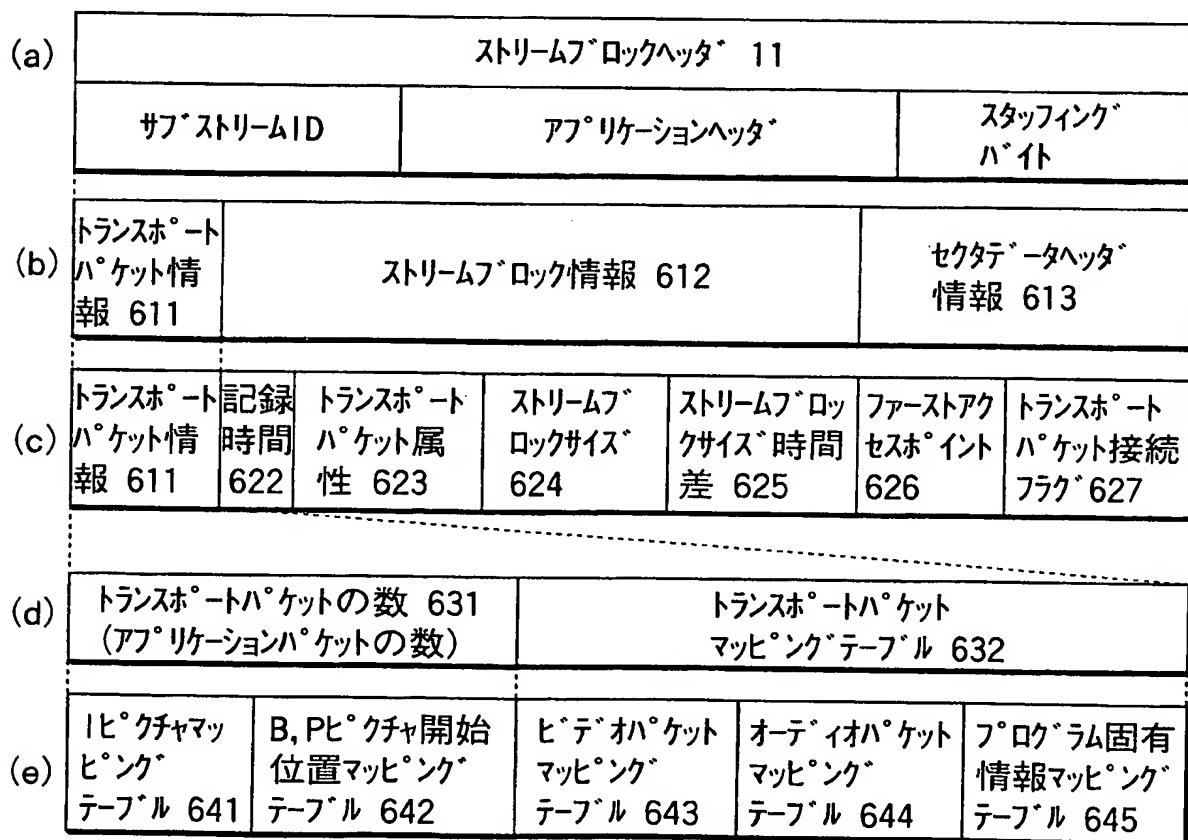 (a)
ストリームブロックヘッダ 11
サブストリームID
アプリケーションヘッダ
スタッフィング
バイト
(b)
トランスポート
パケット情
報 611
ストリームブロック情報 612
セクタデータヘッダ
情報 613
(c)
トランスポート
パケット情
報 611
記録
時間
622
トランスポート
パケット属
性 623
ストリームブ
ロックサイズ
624
ストリームブロッ
クサイズ時間
差 625
ファーストアク
セスポイント
626
トランスポート
パケット接続
フラグ627
(d)
トランスポートパケットの数 631
(アプリケーションパケットの数)
トランスポートパケット
マッピングテーブル 632
(e)
Iピクチャマッ
ピング
テーブル 641
B,Pピクチャ開始
位置マッピング
テーブル 642
ビデオパケット
マッピング
テーブル 643
オーディオパケット
マッピング
テーブル 644
プログラム固有
情報マッピング
テーブル 645